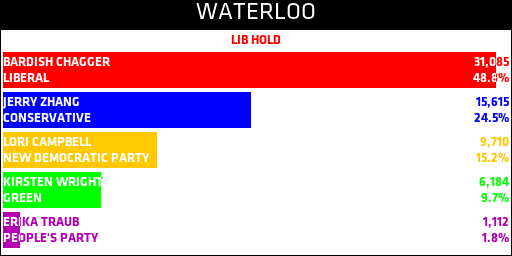 WATERLOO
LIB HOLD
BARDISH CHAGGER 31,085
LIBERAL 48.8%
JERRY ZHANG 15,615
CONSERVATIVE 24.5%
LORI CAMPBELL 9,710
NEW DEMOCRATIC PARTY 15.2%
KIRSTEN WRIGHT 6,184
GREEN 9.7%
ERIKA TRAUB 1,112
PEOPLE'S PARTY 1.8%